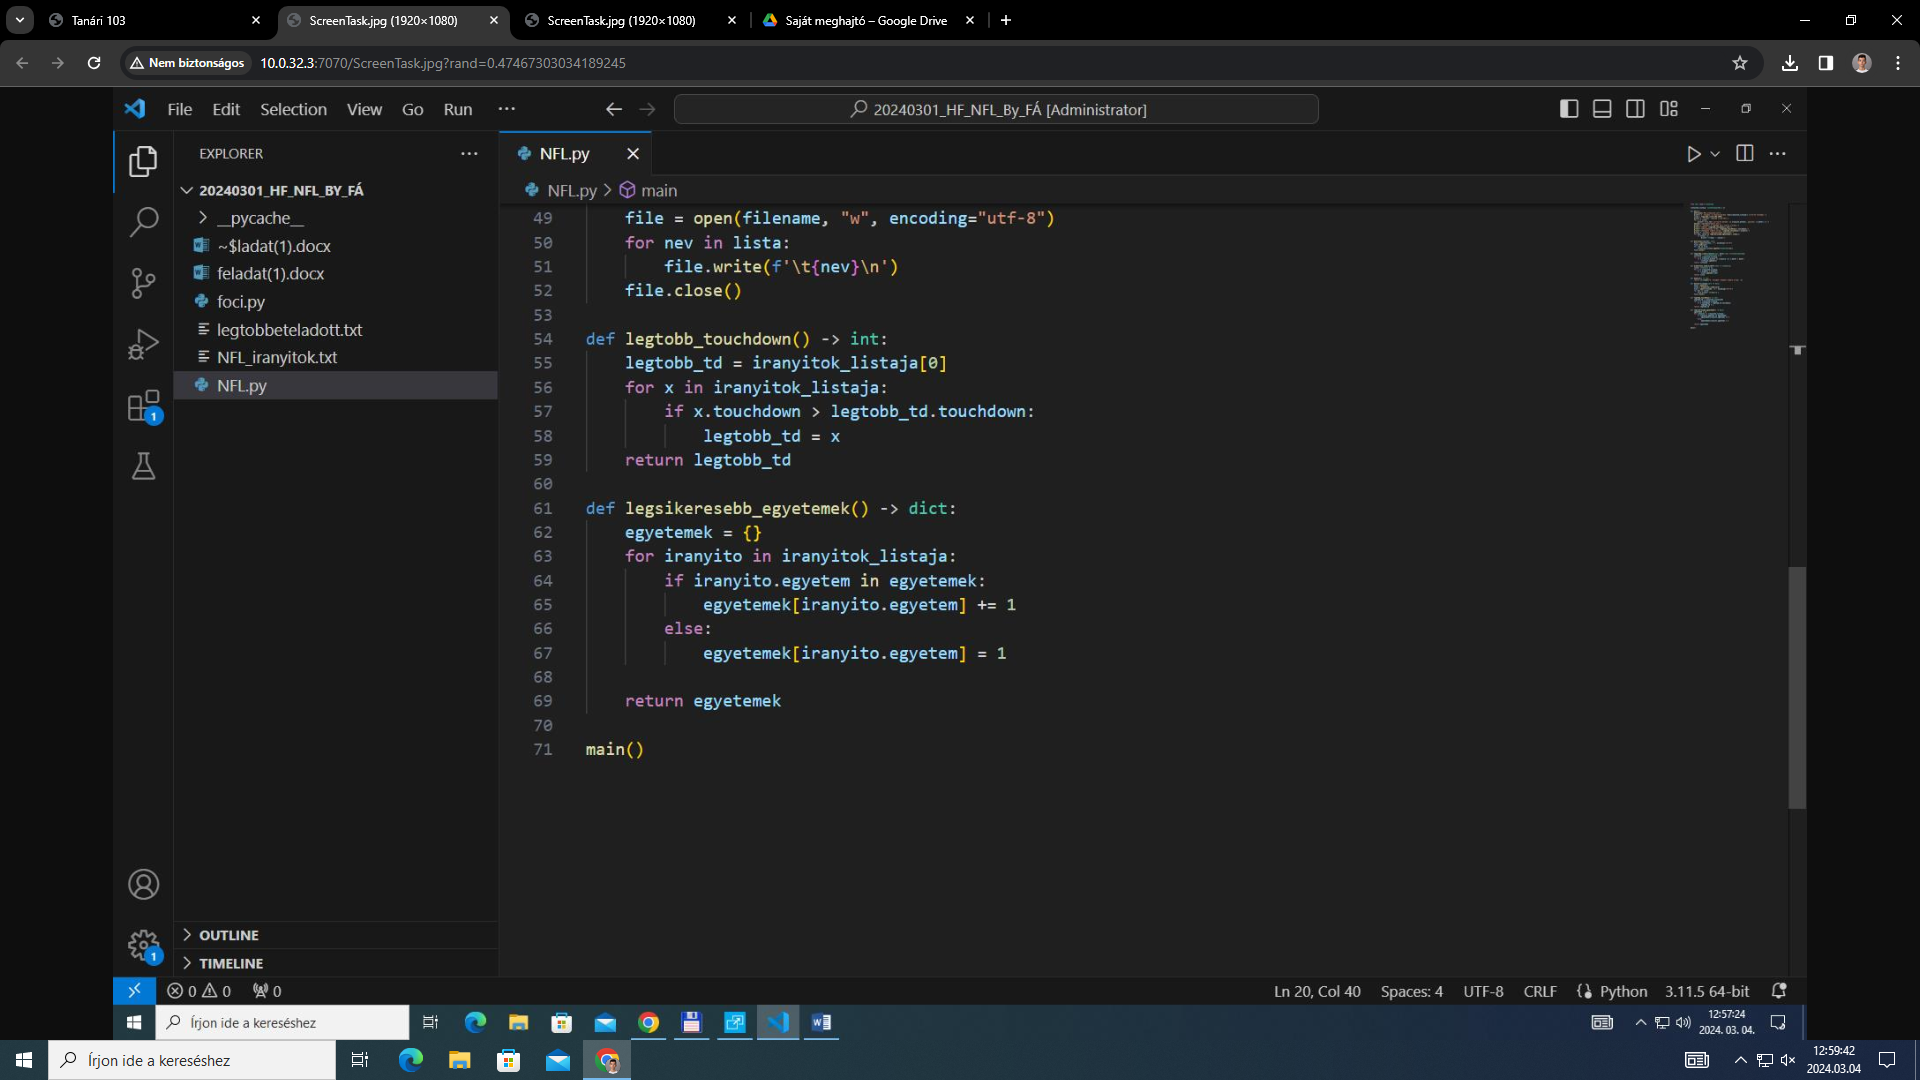 Tanári 103
ScreenTask.jpg (1920×1080)
ScreenTask.jpg (1920×1080)
Saját meghajtó – Google Drive
Nem biztonságos
10.0.32.3:7070/ScreenTask.jpg?rand=0.47467303034189245
File Edit Selection View Go Run ···
20240301_HF_NFL_By_FÁ [Administrator]
EXPLORER
20240301_HF_NFL_BY_FÁ
__pycache__
~$ladat(1).docx
feladat(1).docx
foci.py
legtobbeteladott.txt
NFL_iranyitok.txt
NFL.py
OUTLINE
TIMELINE
NFL.py
NFL.py > main
49 file = open(filename, "w", encoding="utf-8")
50 for nev in lista:
51 file.write(f'\t{nev}\n')
52 file.close()
53
54 def legtobb_touchdown() -> int:
55 legtobb_td = iranyitok_listaja[0]
56 for x in iranyitok_listaja:
57 if x.touchdown > legtobb_td.touchdown:
58 legtobb_td = x
59 return legtobb_td
60
61 def legsikeresebb_egyetemek() -> dict:
62 egyetemek = {}
63 for iranyito in iranyitok_listaja:
64 if iranyito.egyetem in egyetemek:
65 egyetemek[iranyito.egyetem] += 1
66 else:
67 egyetemek[iranyito.egyetem] = 1
68
69 return egyetemek
70
71 main()
1
1
0 0 0
Ln 20, Col 40 Spaces: 4 UTF-8 CRLF Python 3.11.5 64-bit
Írjon ide a kereséshez
12:57:24
2024. 03. 04.
Írjon ide a kereséshez
12:59:42
2024.03.04